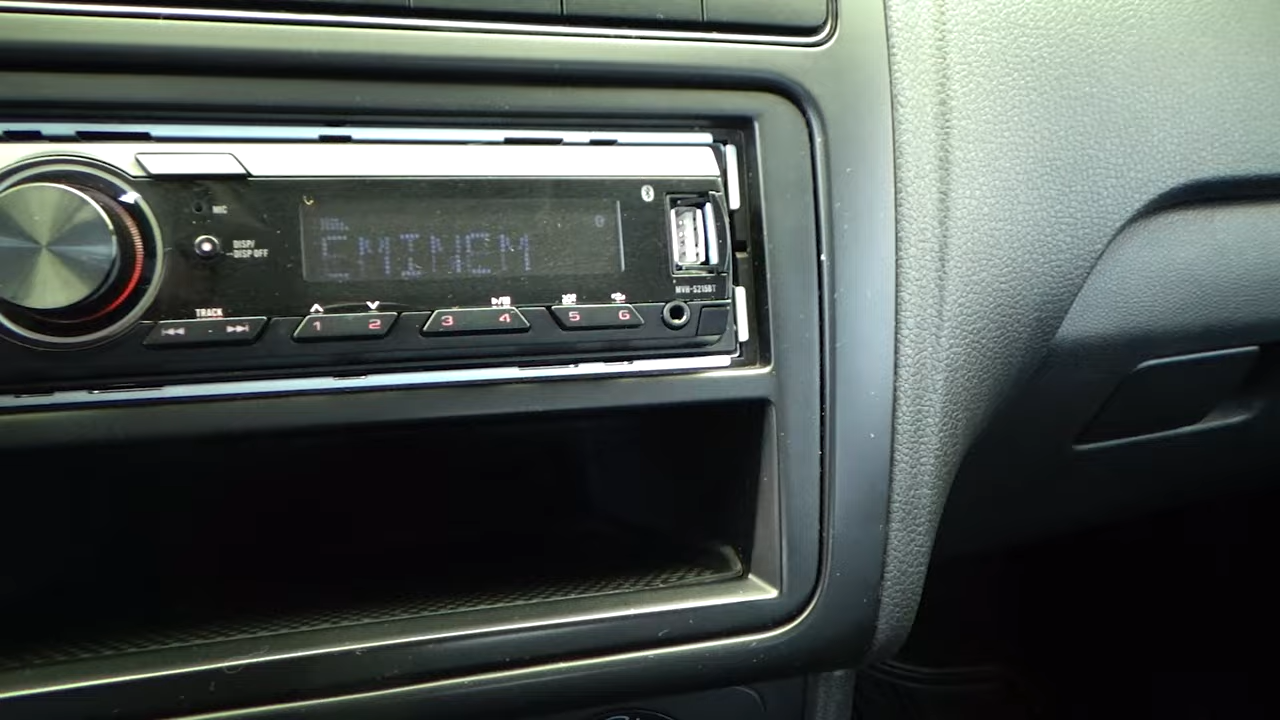 MIC
DISP/
DISP OFF
EMINEM
MVH-S215BT
TRACK
1 2 3 4 5 6